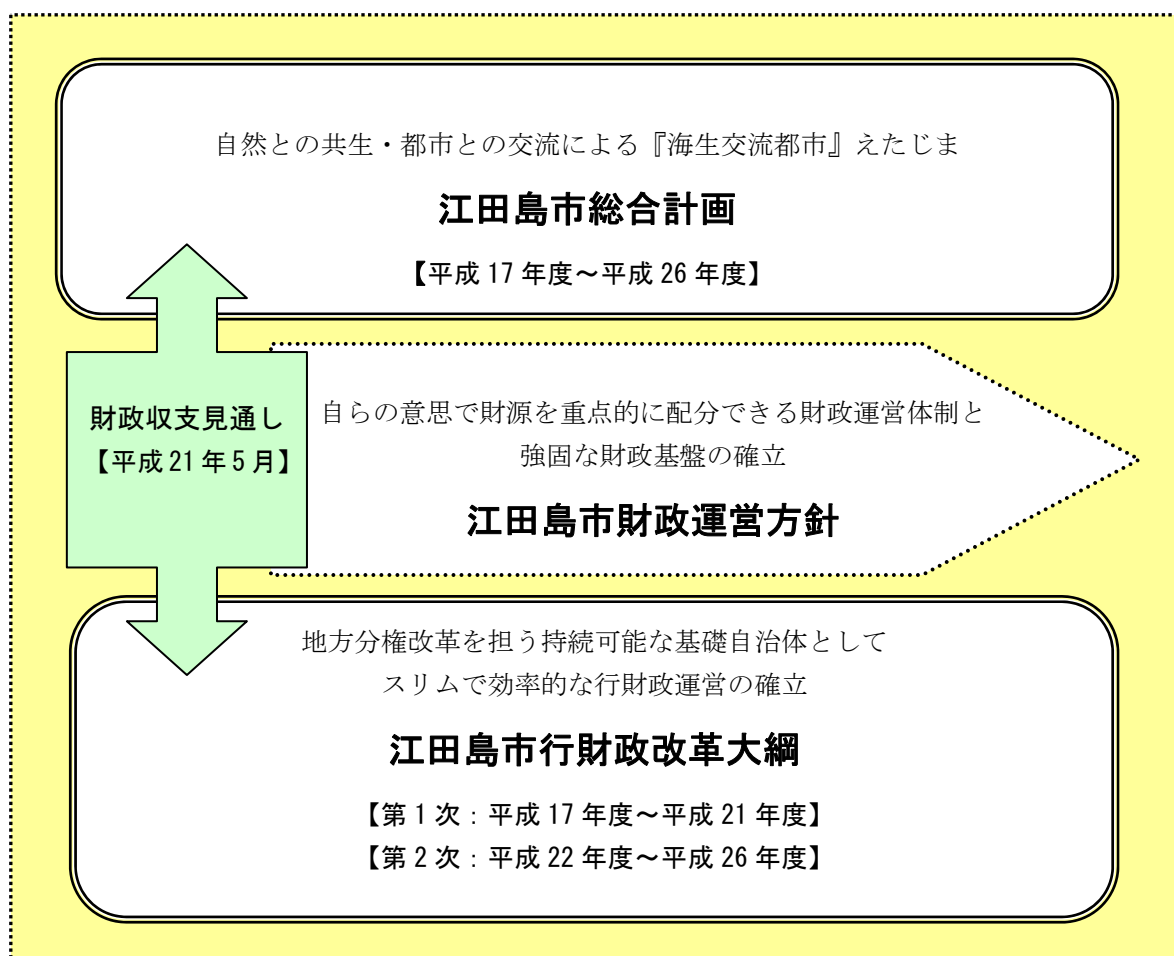 自然との共生・都市との交流による『海生交流都市』えたじま
江田島市総合計画
【平成 17 年度～平成 26 年度】
財政収支見通し
【平成 21 年 5 月】
自らの意思で財源を重点的に配分できる財政運営体制と
強固な財政基盤の確立
江田島市財政運営方針
地方分権改革を担う持続可能な基礎自治体として
スリムで効率的な行財政運営の確立
江田島市行財政改革大綱
【第 1 次：平成 17 年度～平成 21 年度】
【第 2 次：平成 22 年度～平成 26 年度】